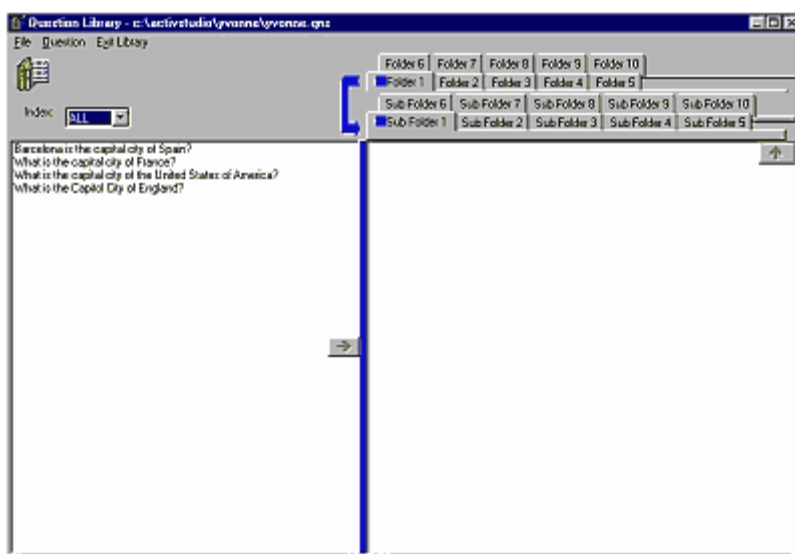 Question Library - c:\activstudio\yvonne\yvonne.qns
File Question Exit Library
Folder 6 Folder 7 Folder 8 Folder 9 Folder 10
Folder 1 Folder 2 Folder 3 Folder 4 Folder 5
Sub Folder 6 Sub Folder 7 Sub Folder 8 Sub Folder 9 Sub Folder 10
Index: ALL
Sub Folder 1 Sub Folder 2 Sub Folder 3 Sub Folder 4 Sub Folder 5
Barcelona is the capital city of Spain?
What is the capital city of France?
What is the capital city of the United States of America?
What is the Capitol City of England?